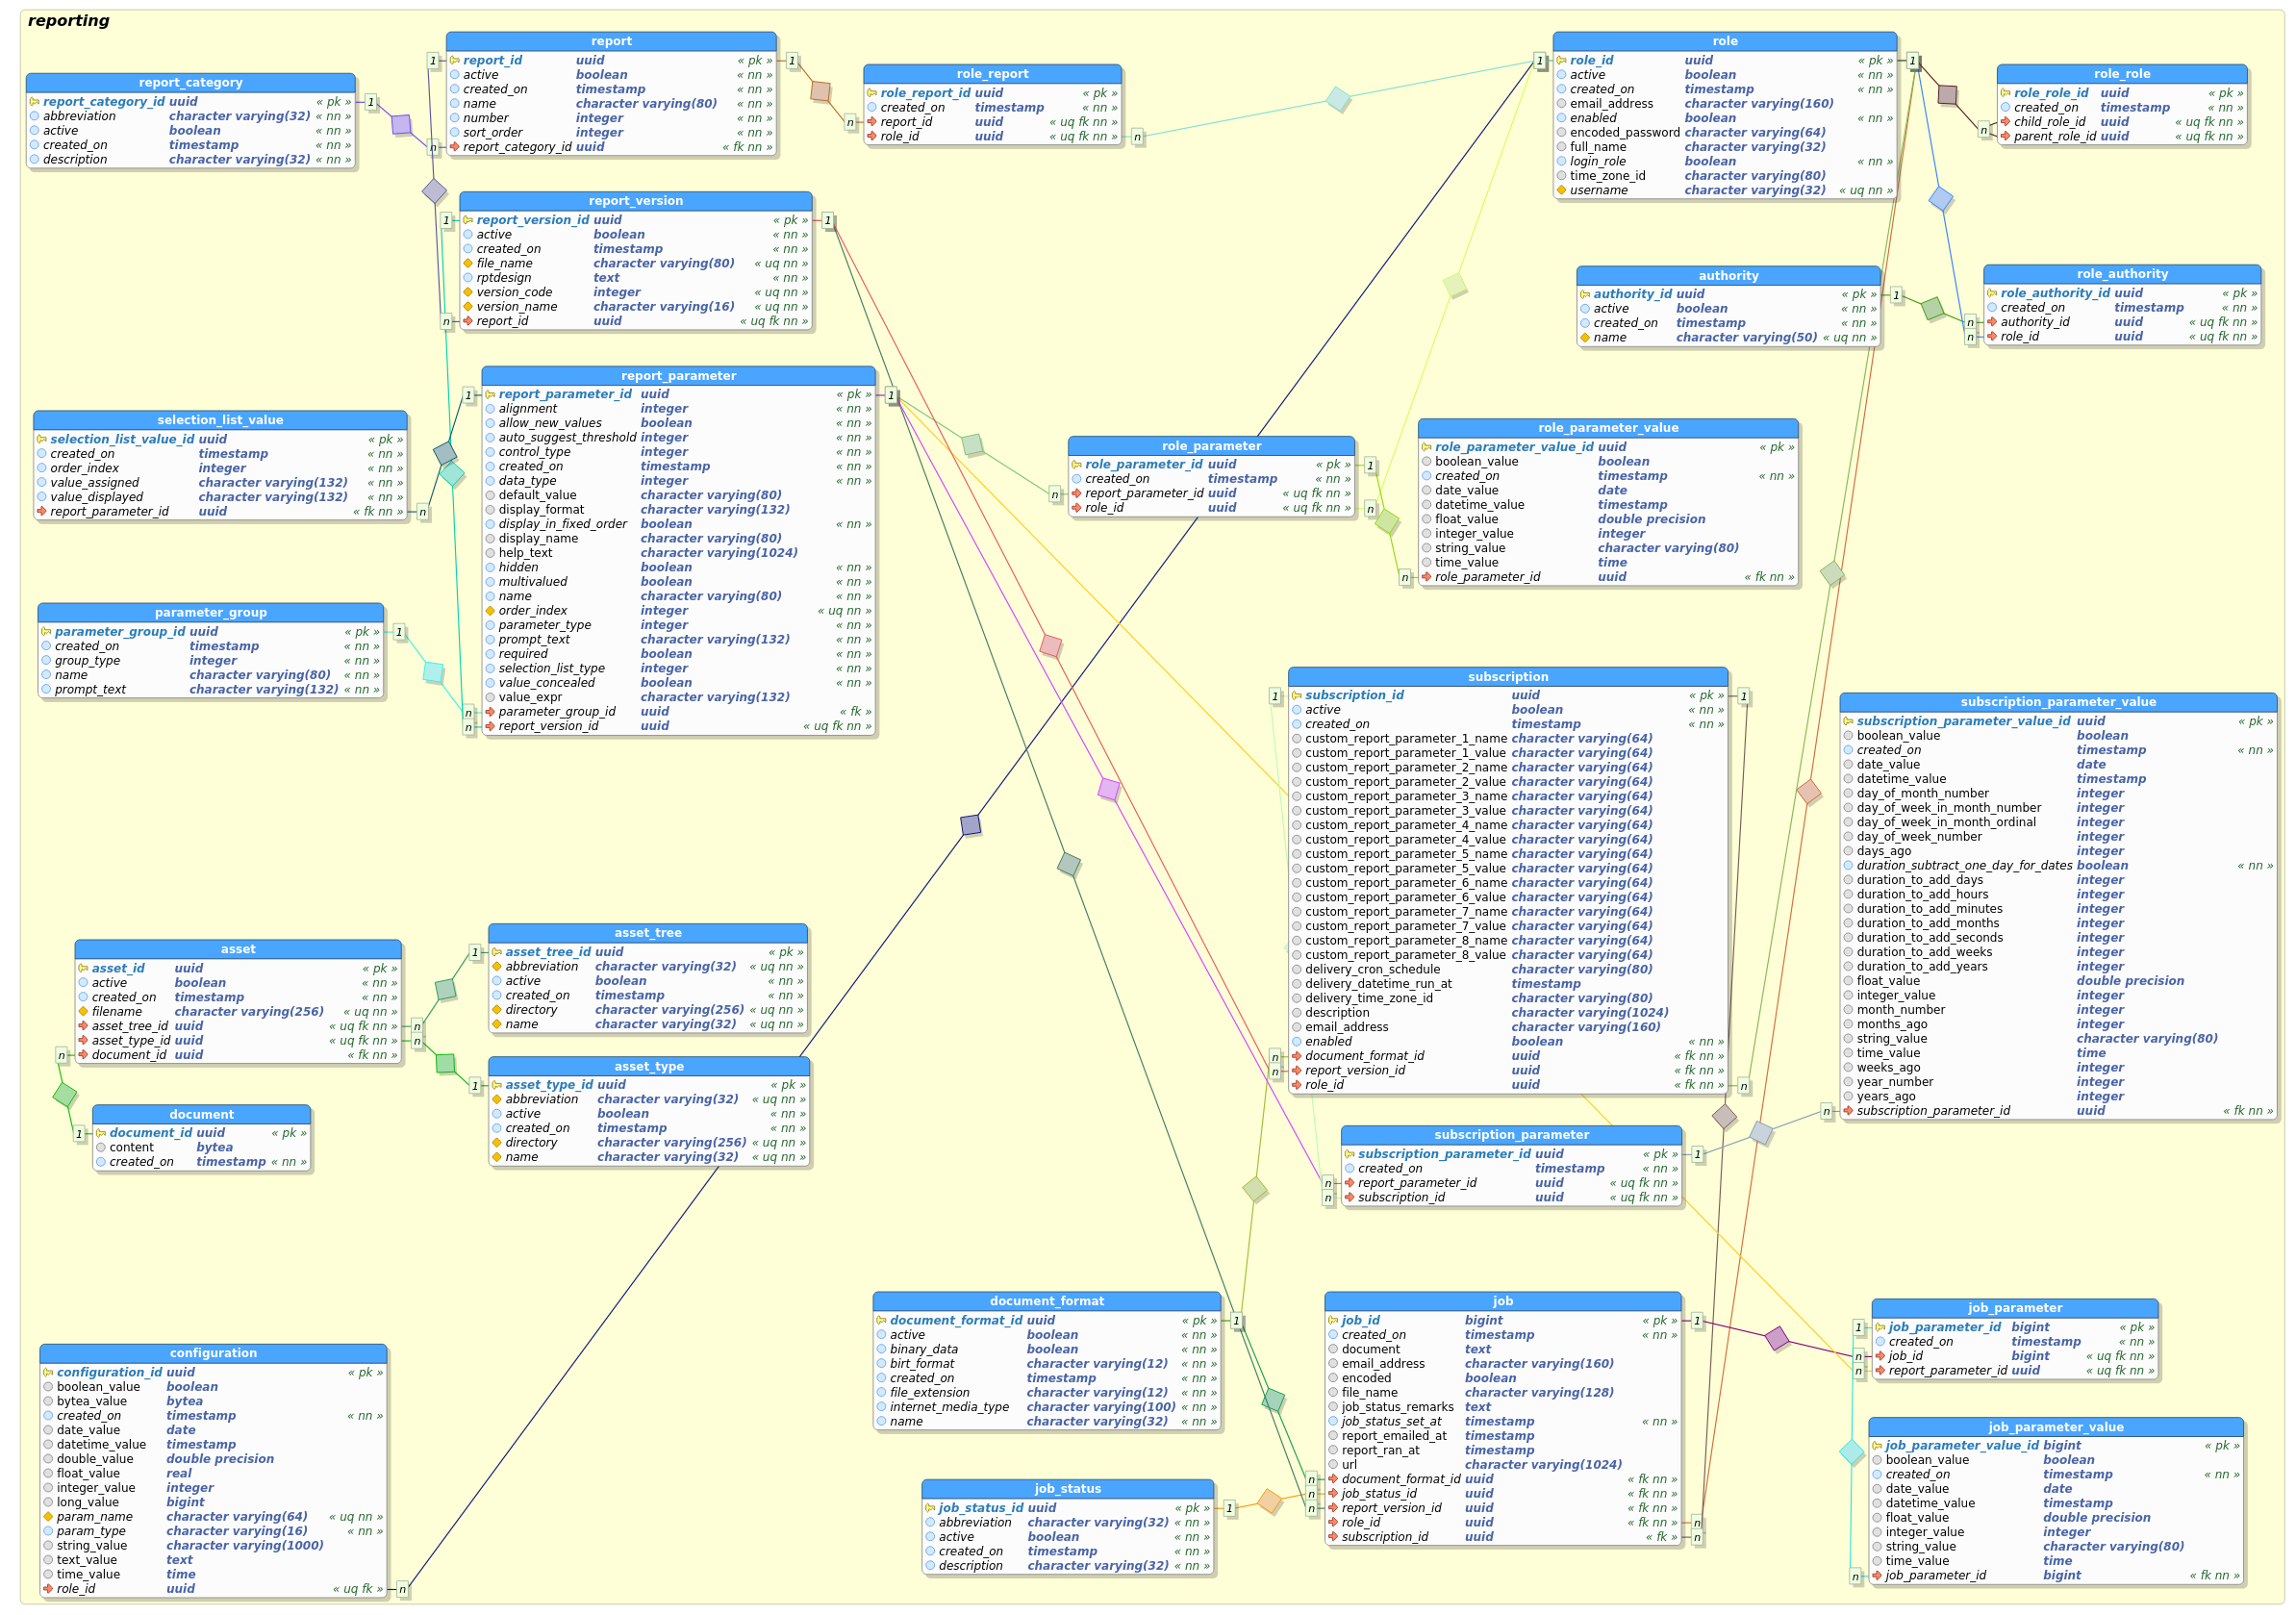 reporting
report
report_id uuid « pk »
active boolean « nn »
created_on timestamp « nn »
name character varying(80) « nn »
number integer « nn »
sort_order integer « nn »
report_category_id uuid « fk nn »
report_category
report_category_id uuid « pk »
abbreviation character varying(32) « nn »
active boolean « nn »
created_on timestamp « nn »
description character varying(32) « nn »
role_report
role_report_id uuid « pk »
created_on timestamp « nn »
report_id uuid « uq fk nn »
role_id uuid « uq fk nn »
role
role_id uuid « pk »
active boolean « nn »
created_on timestamp « nn »
email_address character varying(160)
enabled boolean « nn »
encoded_password character varying(64)
full_name character varying(32)
login_role boolean « nn »
time_zone_id character varying(80)
username character varying(32) « uq nn »
role_role
role_role_id uuid « pk »
created_on timestamp « nn »
child_role_id uuid « uq fk nn »
parent_role_id uuid « uq fk nn »
report_version
report_version_id uuid « pk »
active boolean « nn »
created_on timestamp « nn »
file_name character varying(80) « uq nn »
rptdesign text « nn »
version_code integer « uq nn »
version_name character varying(16) « uq nn »
report_id uuid « uq fk nn »
authority
authority_id uuid « pk »
active boolean « nn »
created_on timestamp « nn »
name character varying(50) « uq nn »
role_authority
role_authority_id uuid « pk »
created_on timestamp « nn »
authority_id uuid « uq fk nn »
role_id uuid « uq fk nn »
report_parameter
report_parameter_id uuid « pk »
alignment integer « nn »
allow_new_values boolean « nn »
auto_suggest_threshold integer « nn »
control_type integer « nn »
created_on timestamp « nn »
data_type integer « nn »
default_value character varying(80)
display_format character varying(132)
display_in_fixed_order boolean « nn »
display_name character varying(80)
help_text character varying(1024)
hidden boolean « nn »
multivalued boolean « nn »
name character varying(80) « nn »
order_index integer « uq nn »
parameter_type integer « nn »
prompt_text character varying(132) « nn »
required boolean « nn »
selection_list_type integer « nn »
value_concealed boolean « nn »
value_expr character varying(132)
parameter_group_id uuid « fk »
report_version_id uuid « uq fk nn »
selection_list_value
selection_list_value_id uuid « pk »
created_on timestamp « nn »
order_index integer « nn »
value_assigned character varying(132) « nn »
value_displayed character varying(132) « nn »
report_parameter_id uuid « fk nn »
role_parameter
role_parameter_id uuid « pk »
created_on timestamp « nn »
report_parameter_id uuid « uq fk nn »
role_id uuid « uq fk nn »
role_parameter_value
role_parameter_value_id uuid « pk »
boolean_value boolean
created_on timestamp « nn »
date_value date
datetime_value timestamp
float_value double precision
integer_value integer
string_value character varying(80)
time_value time
role_parameter_id uuid « fk nn »
parameter_group
parameter_group_id uuid « pk »
created_on timestamp « nn »
group_type integer « nn »
name character varying(80) « nn »
prompt_text character varying(132) « nn »
subscription
subscription_id uuid « pk »
active boolean « nn »
created_on timestamp « nn »
custom_report_parameter_1_name character varying(64)
custom_report_parameter_1_value character varying(64)
custom_report_parameter_2_name character varying(64)
custom_report_parameter_2_value character varying(64)
custom_report_parameter_3_name character varying(64)
custom_report_parameter_3_value character varying(64)
custom_report_parameter_4_name character varying(64)
custom_report_parameter_4_value character varying(64)
custom_report_parameter_5_name character varying(64)
custom_report_parameter_5_value character varying(64)
custom_report_parameter_6_name character varying(64)
custom_report_parameter_6_value character varying(64)
custom_report_parameter_7_name character varying(64)
custom_report_parameter_7_value character varying(64)
custom_report_parameter_8_name character varying(64)
custom_report_parameter_8_value character varying(64)
delivery_cron_schedule character varying(80)
delivery_datetime_run_at timestamp
delivery_time_zone_id character varying(80)
description character varying(1024)
email_address character varying(160)
enabled boolean « nn »
document_format_id uuid « fk nn »
report_version_id uuid « fk nn »
role_id uuid « fk nn »
subscription_parameter_value
subscription_parameter_value_id uuid « pk »
boolean_value boolean
created_on timestamp « nn »
date_value date
datetime_value timestamp
day_of_month_number integer
day_of_week_in_month_number integer
day_of_week_in_month_ordinal integer
day_of_week_number integer
days_ago integer
duration_subtract_one_day_for_dates boolean « nn »
duration_to_add_days integer
duration_to_add_hours integer
duration_to_add_minutes integer
duration_to_add_months integer
duration_to_add_seconds integer
duration_to_add_weeks integer
duration_to_add_years integer
float_value double precision
integer_value integer
month_number integer
months_ago integer
string_value character varying(80)
time_value time
weeks_ago integer
year_number integer
years_ago integer
subscription_parameter_id uuid « fk nn »
asset_tree
asset_tree_id uuid « pk »
abbreviation character varying(32) « uq nn »
active boolean « nn »
created_on timestamp « nn »
directory character varying(256) « uq nn »
name character varying(32) « uq nn »
asset
asset_id uuid « pk »
active boolean « nn »
created_on timestamp « nn »
filename character varying(256) « uq nn »
asset_tree_id uuid « uq fk nn »
asset_type_id uuid « uq fk nn »
document_id uuid « fk nn »
asset_type
asset_type_id uuid « pk »
abbreviation character varying(32) « uq nn »
active boolean « nn »
created_on timestamp « nn »
directory character varying(256) « uq nn »
name character varying(32) « uq nn »
document
document_id uuid « pk »
content bytea
created_on timestamp « nn »
subscription_parameter
subscription_parameter_id uuid « pk »
created_on timestamp « nn »
report_parameter_id uuid « uq fk nn »
subscription_id uuid « uq fk nn »
document_format
document_format_id uuid « pk »
active boolean « nn »
binary_data boolean « nn »
birt_format character varying(12) « nn »
created_on timestamp « nn »
file_extension character varying(12) « nn »
internet_media_type character varying(100) « nn »
name character varying(32) « nn »
job
job_id bigint « pk »
created_on timestamp « nn »
document text
email_address character varying(160)
encoded boolean
file_name character varying(128)
job_status_remarks text
job_status_set_at timestamp « nn »
report_emailed_at timestamp
report_ran_at timestamp
url character varying(1024)
document_format_id uuid « fk nn »
job_status_id uuid « fk nn »
report_version_id uuid « fk nn »
role_id uuid « fk nn »
subscription_id uuid « fk »
job_parameter
job_parameter_id bigint « pk »
created_on timestamp « nn »
job_id bigint « uq fk nn »
report_parameter_id uuid « uq fk nn »
configuration
configuration_id uuid « pk »
boolean_value boolean
bytea_value bytea
created_on timestamp « nn »
date_value date
datetime_value timestamp
double_value double precision
float_value real
integer_value integer
long_value bigint
param_name character varying(64) « uq nn »
param_type character varying(16) « nn »
string_value character varying(1000)
text_value text
time_value time
role_id uuid « uq fk »
job_status
job_status_id uuid « pk »
abbreviation character varying(32) « nn »
active boolean « nn »
created_on timestamp « nn »
description character varying(32) « nn »
job_parameter_value
job_parameter_value_id bigint « pk »
boolean_value boolean
created_on timestamp « nn »
date_value date
datetime_value timestamp
float_value double precision
integer_value integer
string_value character varying(80)
time_value time
job_parameter_id bigint « fk nn »